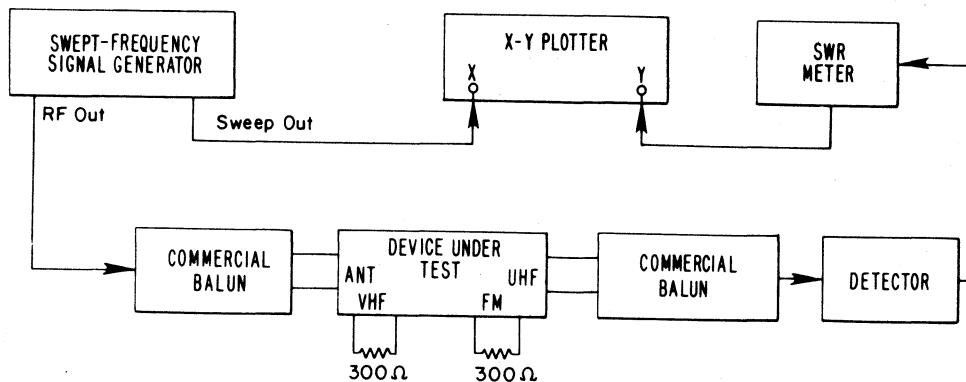 SWEPT-FREQUENCY
SIGNAL GENERATOR
X-Y PLOTTER
X
Y
SWR
METER
RF Out
Sweep Out
COMMERCIAL
BALUN
DEVICE UNDER
TEST
ANT
UHF
VHF
FM
COMMERCIAL
BALUN
DETECTOR
300Ω
300Ω